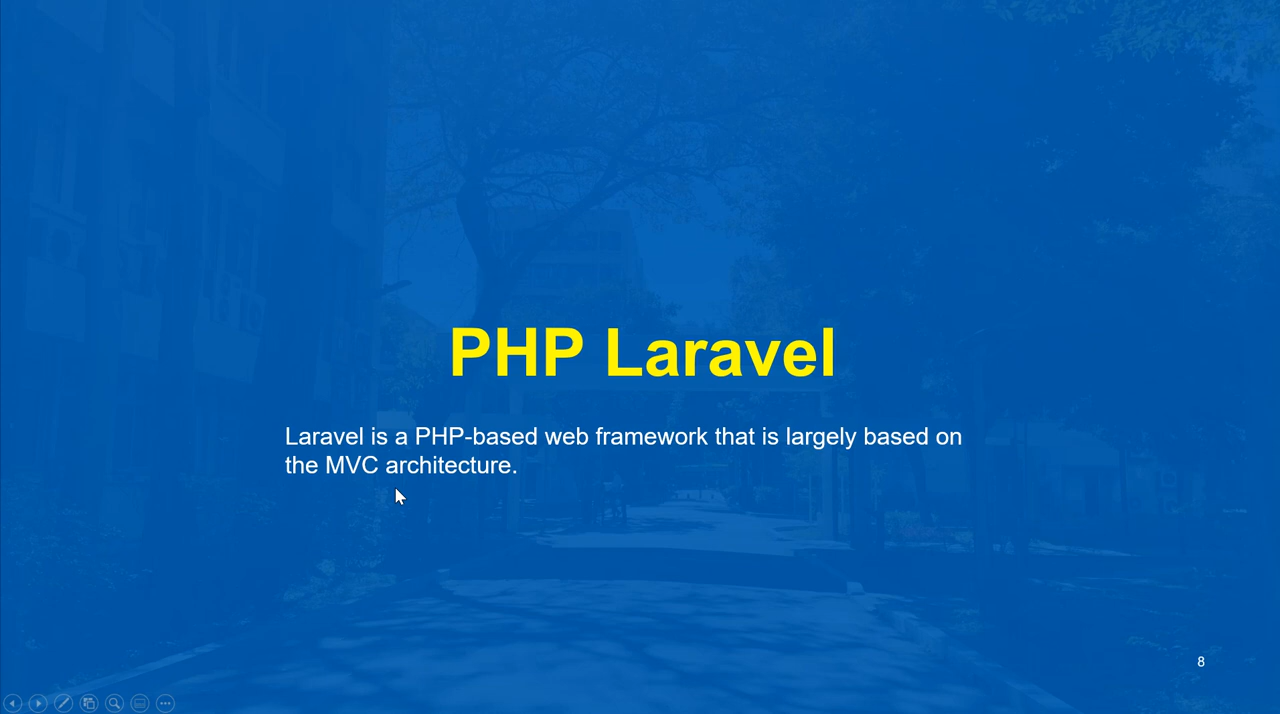 PHP Laravel
Laravel is a PHP-based web framework that is largely based on
the MVC architecture.
8